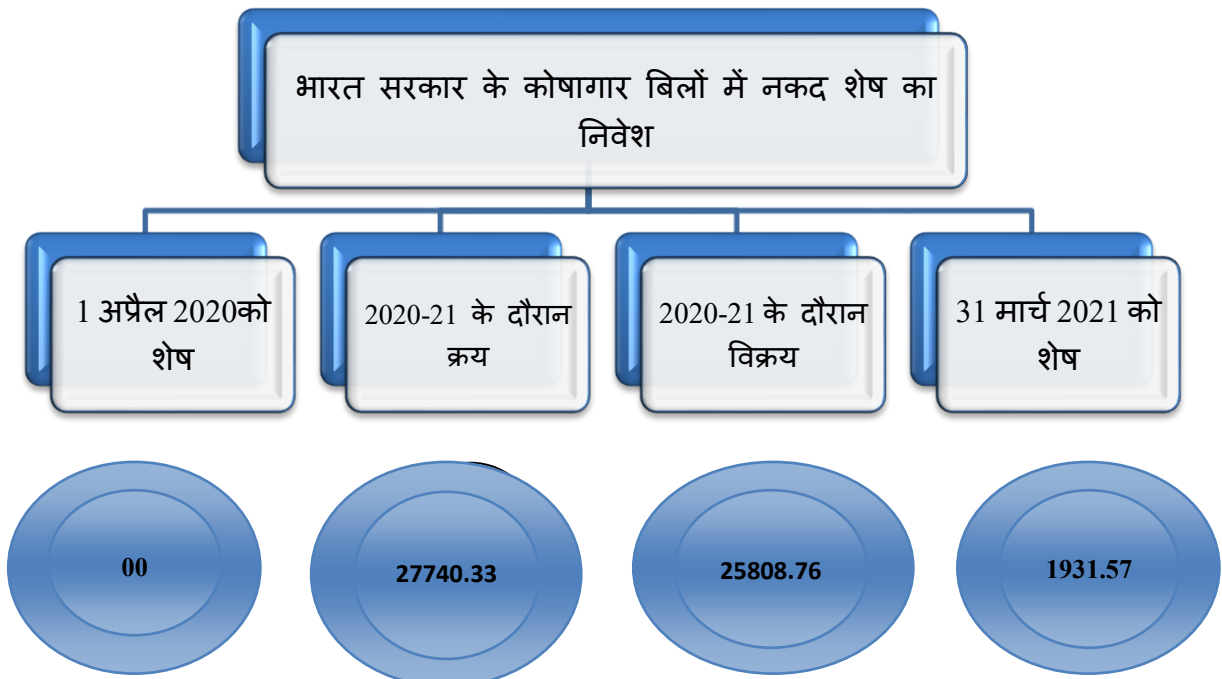 भारत सरकार के कोषागार बिलों में नकद शेष का
निवेश
1 अप्रैल 2020को
शेष
2020-21 के दौरान
क्रय
2020-21 के दौरान
विक्रय
31 मार्च 2021 को
शेष
00
27740.33
25808.76
1931.57